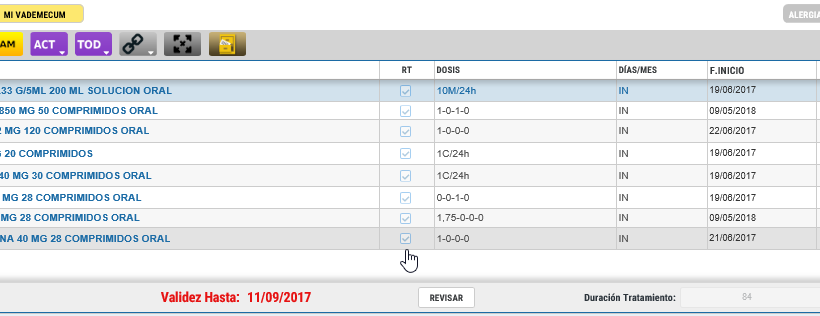 MI VADEMECUM ALERGIA
AM ACT TOD
RT DOSIS DÍAS/MES F.INICIO
.33 G/5ML 200 ML SOLUCION ORAL 10M/24h IN 19/06/2017
850 MG 50 COMPRIMIDOS ORAL 1-0-1-0 IN 09/05/2018
2 MG 120 COMPRIMIDOS ORAL 1-0-0-0 IN 22/06/2017
G 20 COMPRIMIDOS 1C/24h IN 19/06/2017
40 MG 30 COMPRIMIDOS ORAL 1C/24h IN 19/06/2017
MG 28 COMPRIMIDOS ORAL 0-0-1-0 IN 19/06/2017
MG 28 COMPRIMIDOS ORAL 1,75-0-0-0 IN 09/05/2018
NA 40 MG 28 COMPRIMIDOS ORAL 1-0-0-0 IN 21/06/2017
Validez Hasta: 11/09/2017 REVISAR Duración Tratamiento: 84